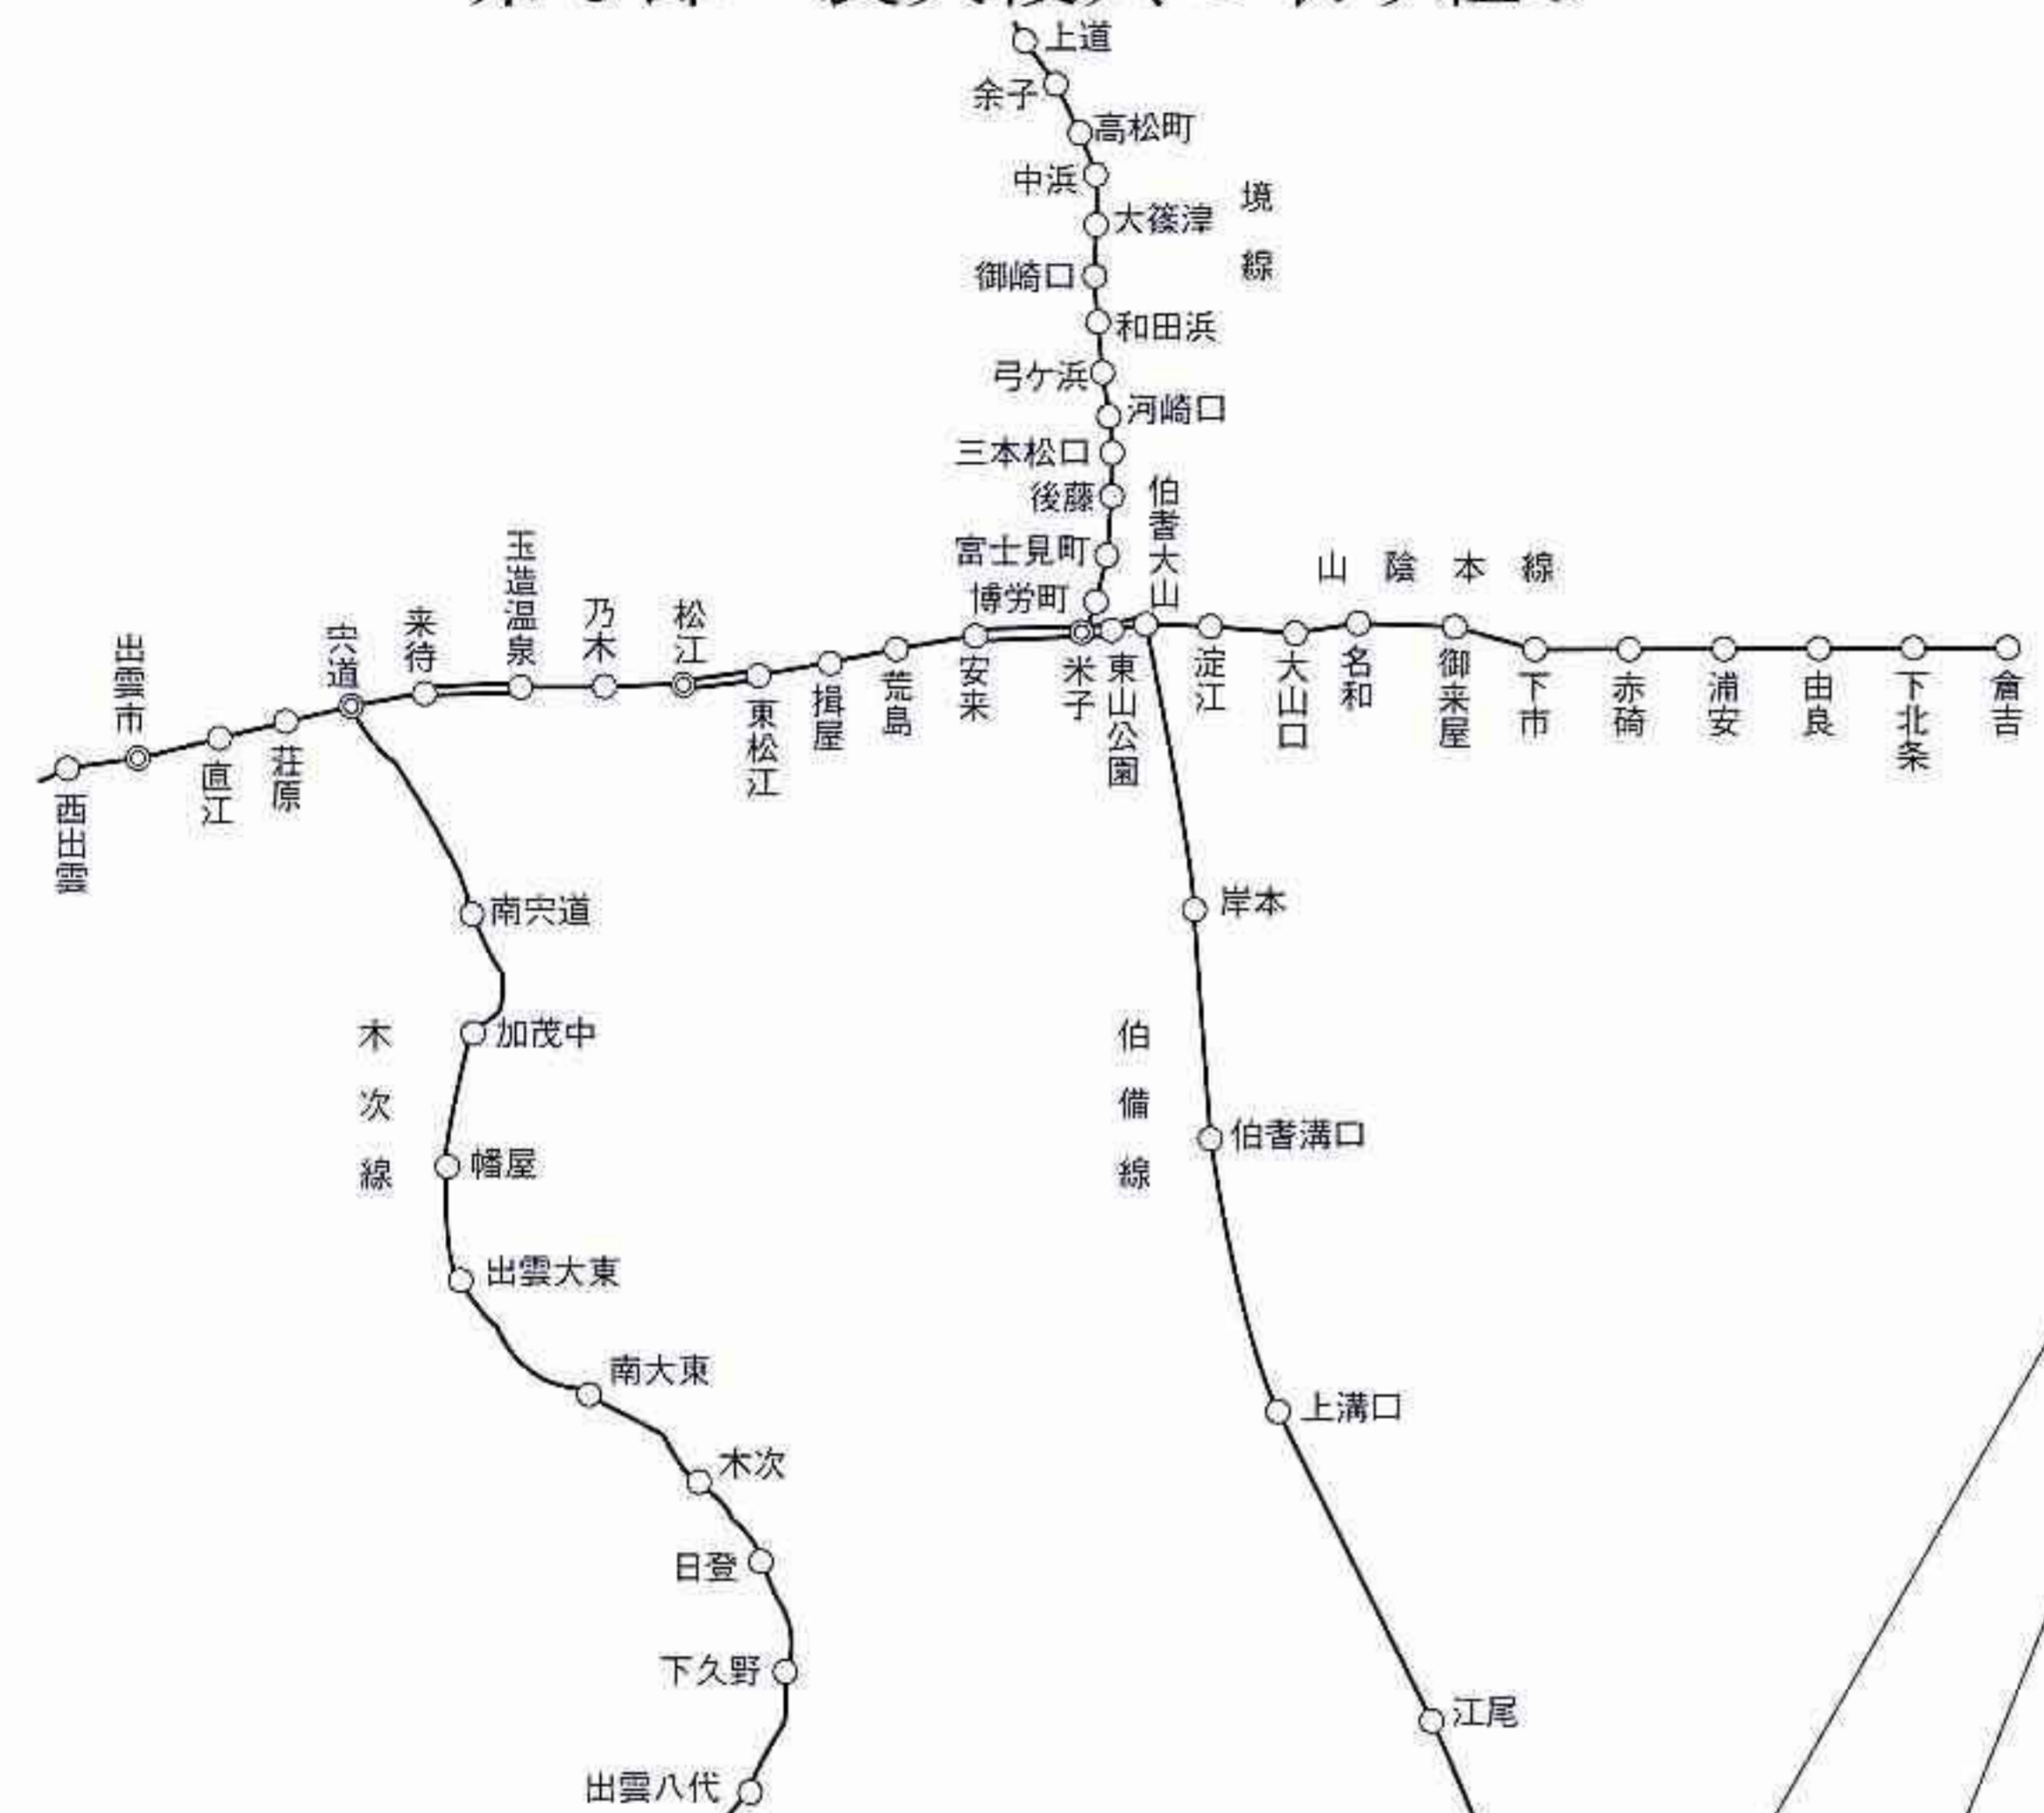 上道
余子
高松町
中浜
大篠津
境線
御崎口
和田浜
弓ケ浜
河崎口
三本松口
後藤
伯耆大山
富士見町
博労町
山陰本線
出雲市
宍道
来待
玉造温泉
乃木
松江
西出雲
直江
荘原
東松江
揖屋
荒島
安来
米子
東山公園
淀江
大山口
名和
御来屋
下市
赤碕
浦安
由良
下北条
倉吉
南宍道
岸本
加茂中
木次線
伯備線
幡屋
伯耆溝口
出雲大東
南大東
上溝口
木次
日登
下久野
江尾
出雲八代